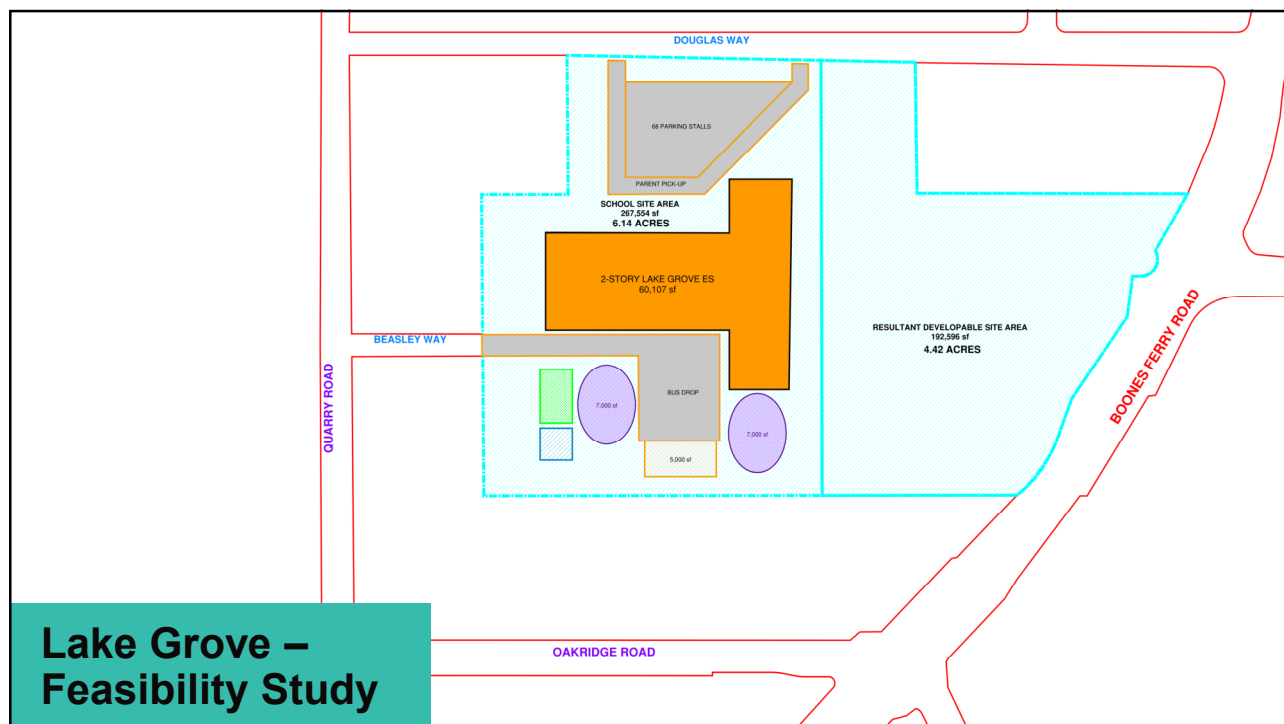 DOUGLAS WAY
68 PARKING STALLS
PARENT PICK-UP
SCHOOL SITE AREA
267,554 sf
6.14 ACRES
2-STORY LAKE GROVE ES
60,107 sf
RESULTANT DEVELOPABLE SITE AREA
192,596 sf
4.42 ACRES
BEASLEY WAY
QUARRY ROAD
BOONES FERRY ROAD
BUS DROP
7,000 sf
7,000 sf
5,000 sf
OAKRIDGE ROAD
Lake Grove –
Feasibility Study